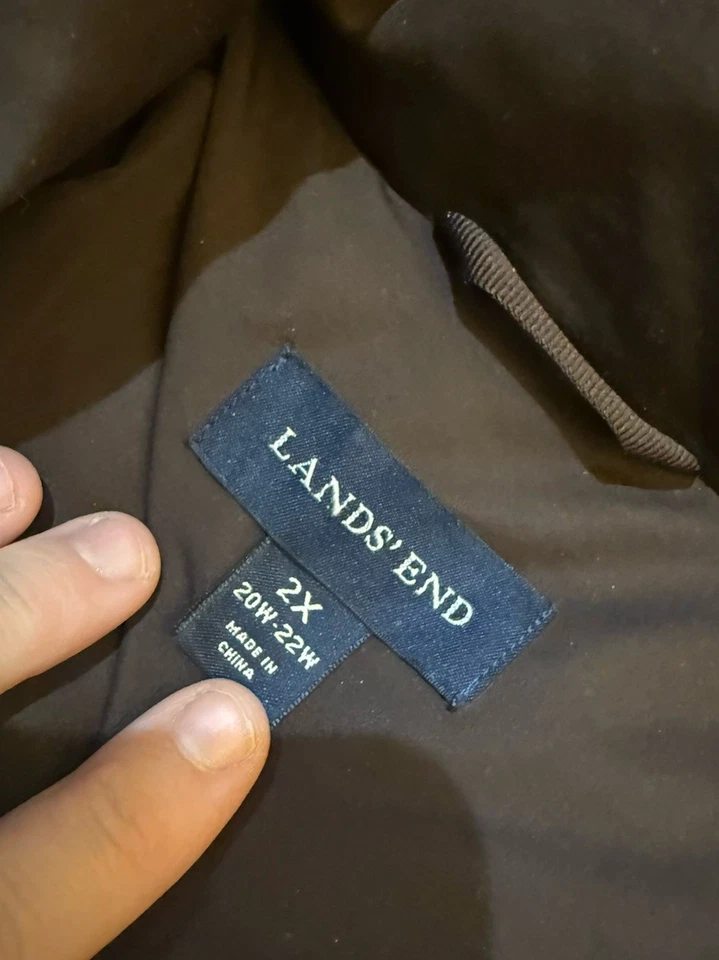 LANDS' END
2X
20W-22W
MADE IN
CHINA